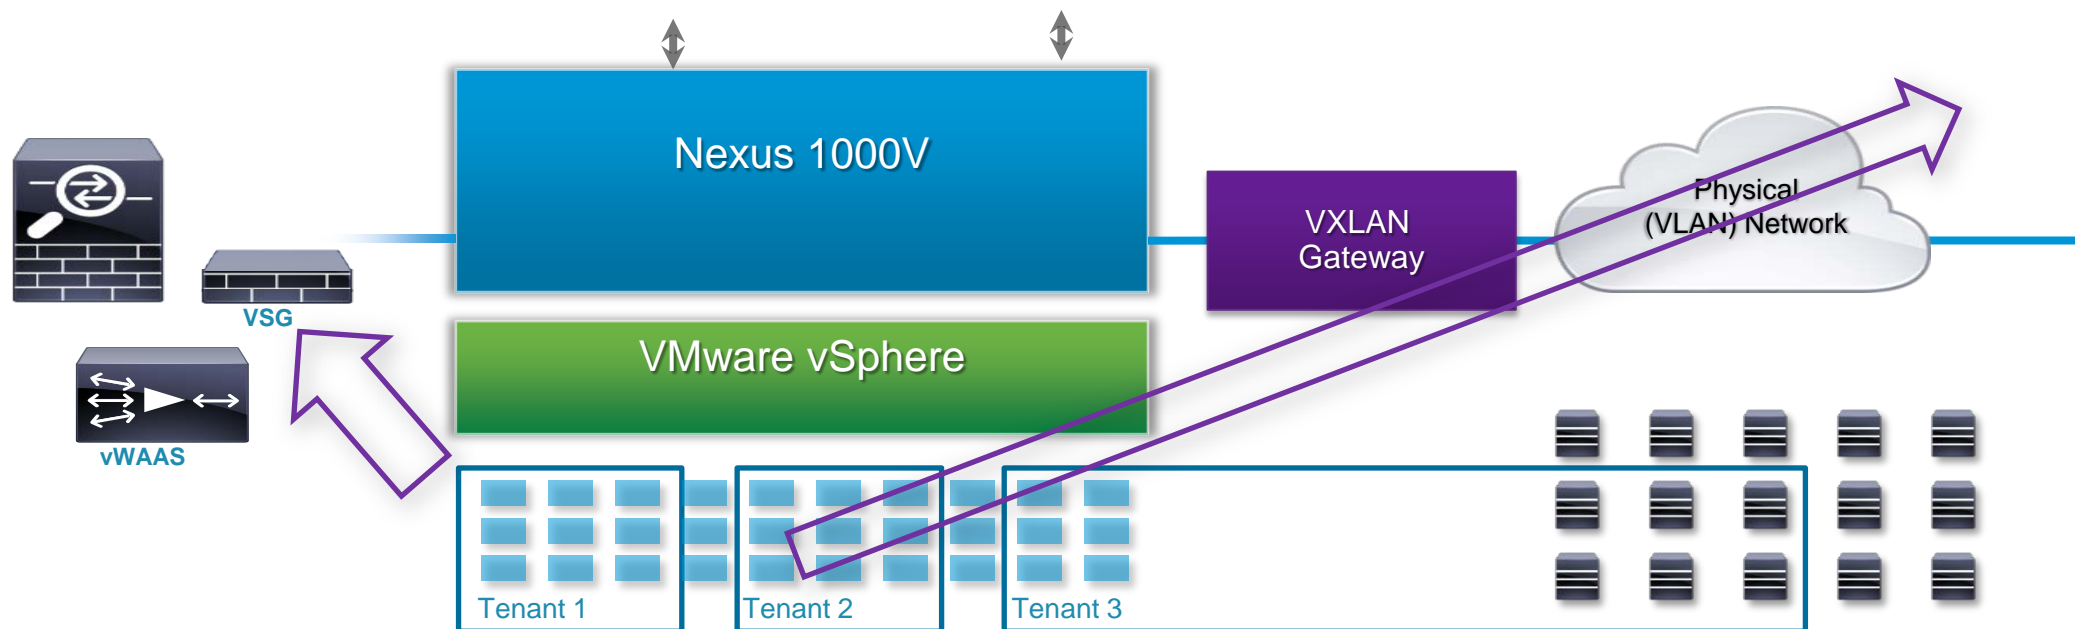 Nexus 1000V
Physical
(VLAN) Network
VXLAN
Gateway
VSG
VMware vSphere
vWAAS
Tenant 1
Tenant 2
Tenant 3